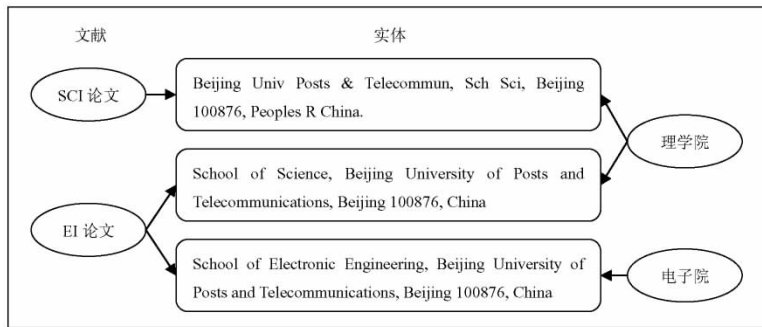 文献
实体
SCI 论文
Beijing Univ Posts & Telecommun, Sch Sci, Beijing
100876, Peoples R China.
理学院
School of Science, Beijing University of Posts and
Telecommunications, Beijing 100876, China
EI 论文
School of Electronic Engineering, Beijing University of
Posts and Telecommunications, Beijing 100876, China
电子院